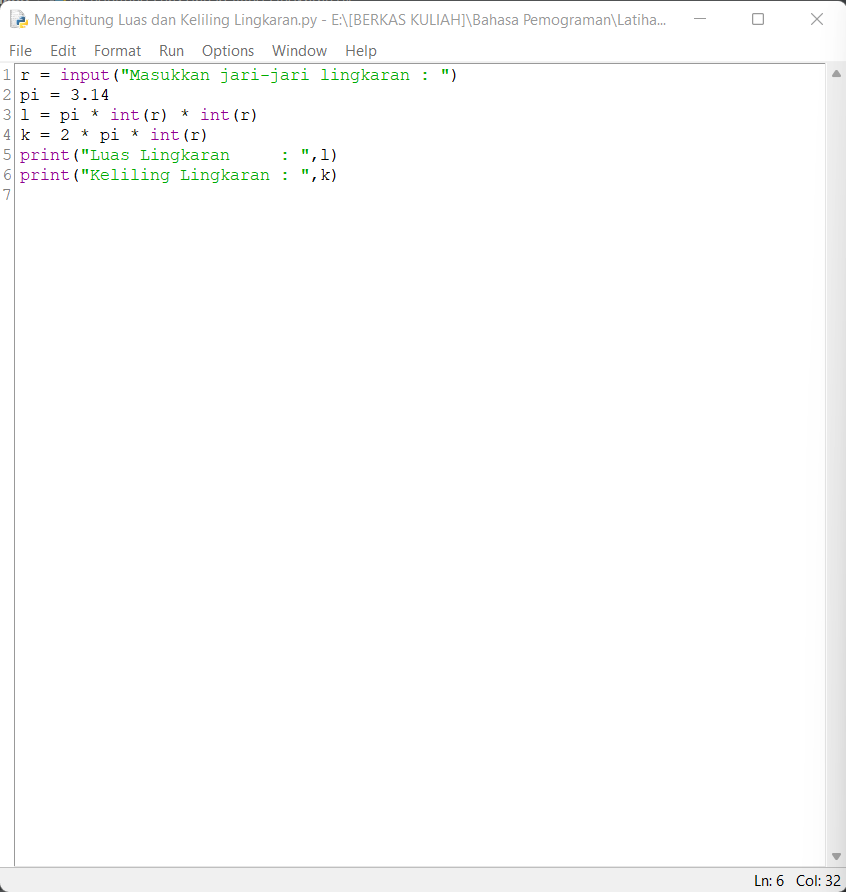 Menghitung Luas dan Keliling Lingkaran.py - E:\[BERKAS KULIAH]\Bahasa Pemograman\Latiha...
File Edit Format Run Options Window Help
1 r = input("Masukkan jari-jari lingkaran : ")
2 pi = 3.14
3 l = pi * int(r) * int(r)
4 k = 2 * pi * int(r)
5 print("Luas Lingkaran     : ",l)
6 print("Keliling Lingkaran : ",k)
7
Ln: 6 Col: 32